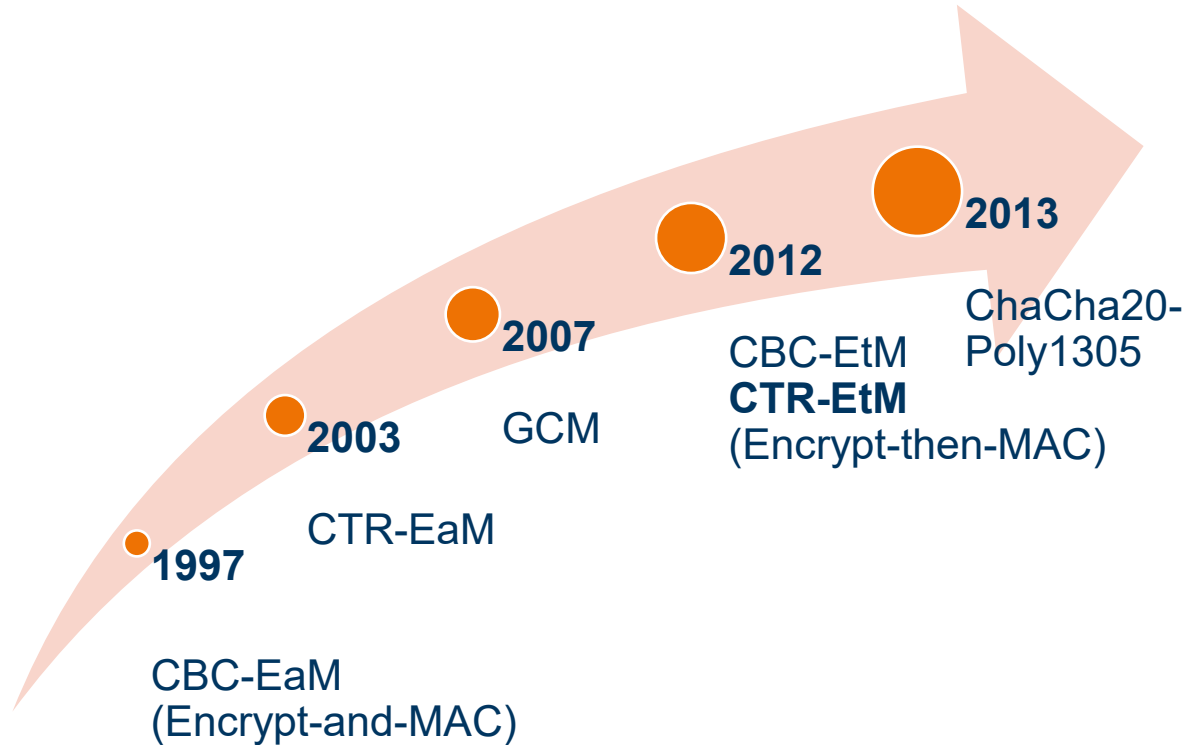 1997
CBC-EaM
(Encrypt-and-MAC)
2003
CTR-EaM
2007
GCM
2012
CBC-EtM
CTR-EtM
(Encrypt-then-MAC)
2013
ChaCha20-
Poly1305